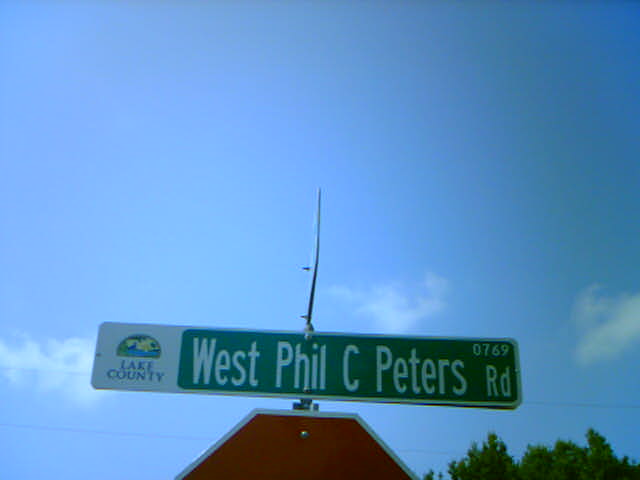 LAKE
COUNTY
West Phil C Peters Rd
0769